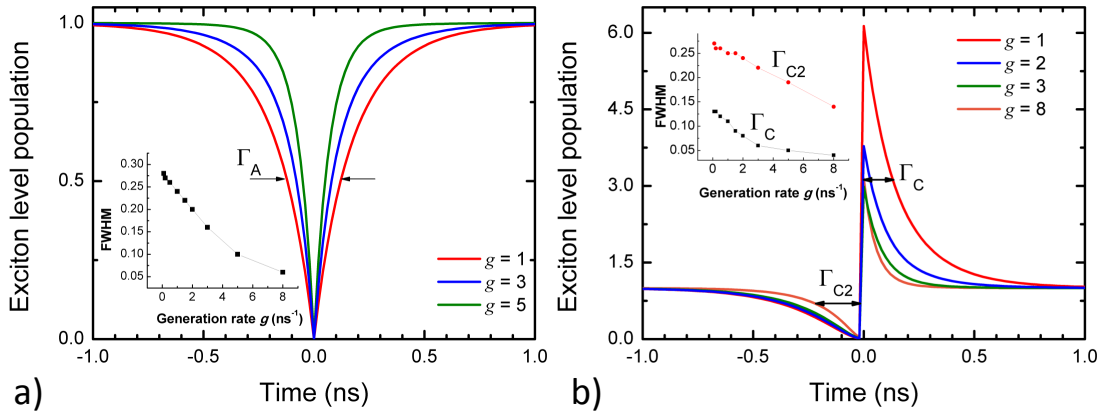 1.0
0.5
0.0
Exciton level population
Γ_A
0.30
0.25
0.20
0.15
0.10
0.05
FWHM
0 2 4 6 8
Generation rate g (ns⁻¹)
g = 1
g = 3
g = 5
-1.0 -0.5 0.0 0.5 1.0
Time (ns)
a)
6.0
4.5
3.0
1.5
0.0
Exciton level population
0.25
0.20
0.15
0.10
0.05
FWHM
Γ_C2
Γ_C
0 2 4 6 8
Generation rate g (ns⁻¹)
g = 1
g = 2
g = 3
g = 8
Γ_C
Γ_C2
-1.0 -0.5 0.0 0.5 1.0
Time (ns)
b)